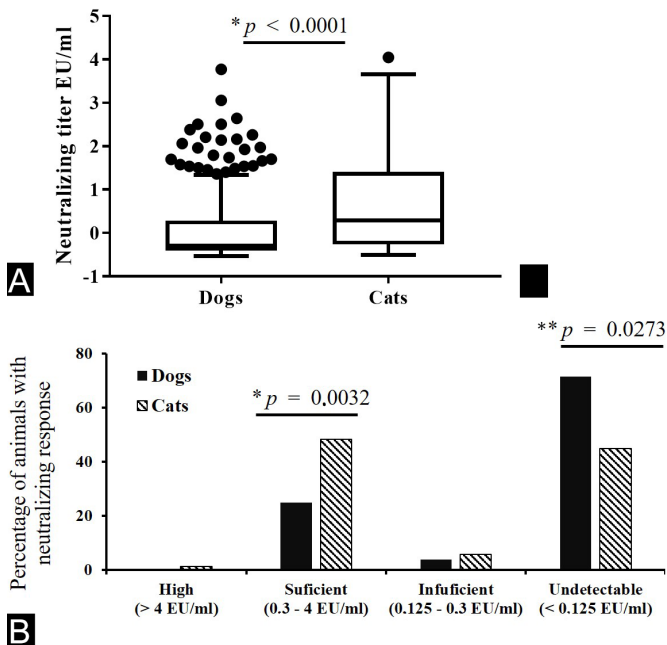 * p < 0.0001
Neutralizing titer EU/ml
5
4
3
2
1
0
-1
Dogs
Cats
A
** p = 0.0273
Percentage of animals with
neutralizing response
80
60
40
20
0
Dogs
Cats
* p = 0.0032
High
(> 4 EU/ml)
Suficient
(0.3 - 4 EU/ml)
Infuficient
(0.125 - 0.3 EU/ml)
Undetectable
(< 0.125 EU/ml)
B